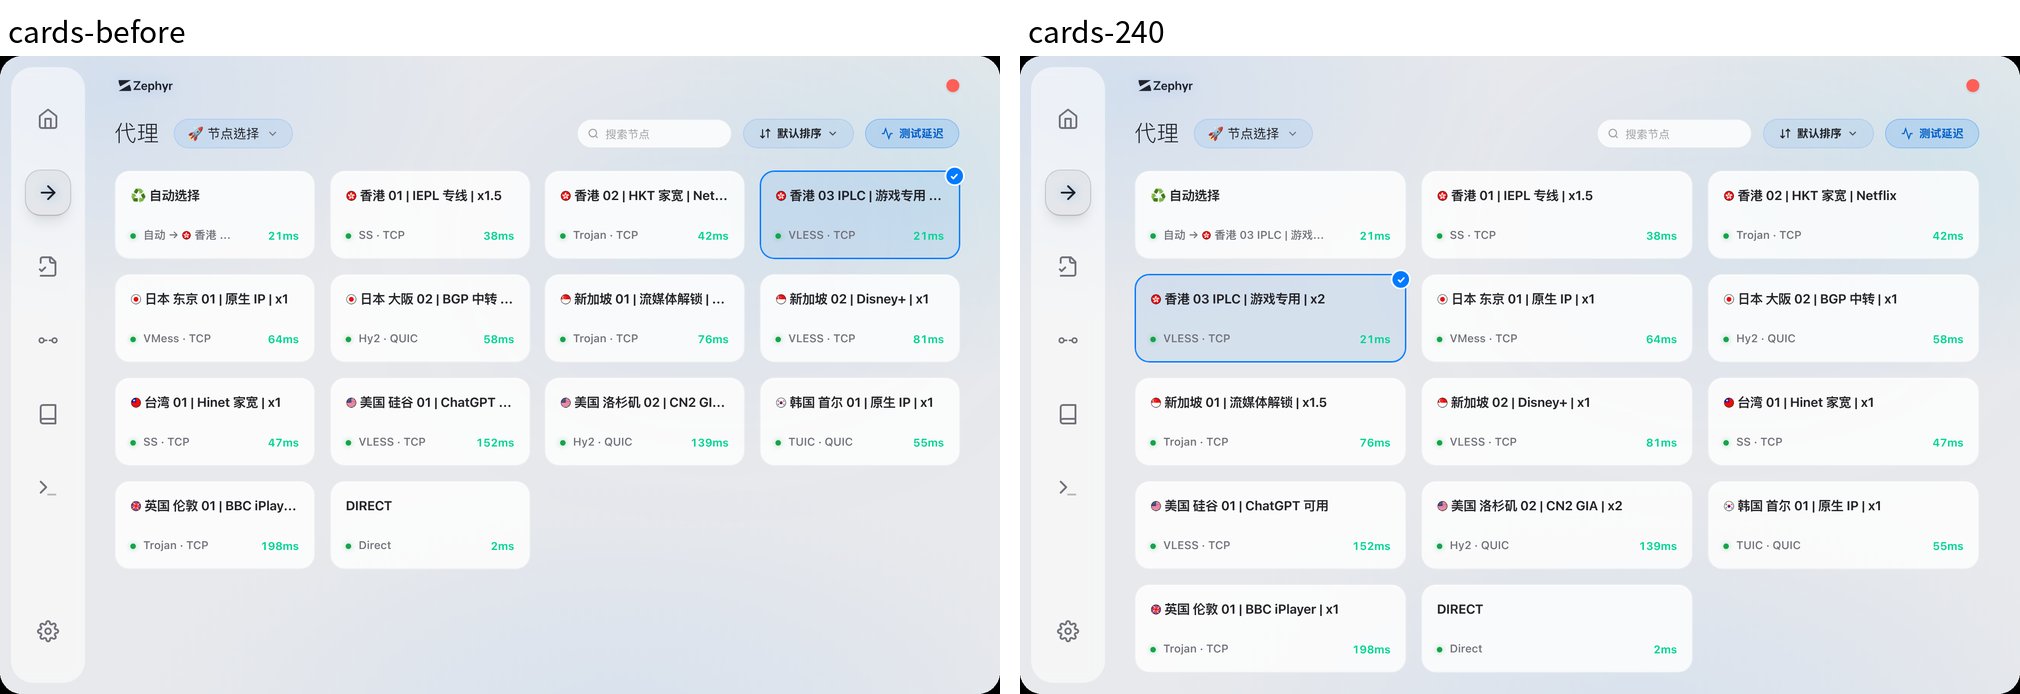 cards-before
Zephyr
代理
🚀 节点选择
搜索节点
默认排序
测试延迟
♻️ 自动选择
自动 → 🇭🇰 香港 ...
21ms
🇭🇰 香港 01 | IEPL 专线 | x1.5
SS · TCP
38ms
🇭🇰 香港 02 | HKT 家宽 | Net...
Trojan · TCP
42ms
🇭🇰 香港 03 IPLC | 游戏专用 ...
VLESS · TCP
21ms
🇯🇵 日本 东京 01 | 原生 IP | x1
VMess · TCP
64ms
🇯🇵 日本 大阪 02 | BGP 中转 ...
Hy2 · QUIC
58ms
🇸🇬 新加坡 01 | 流媒体解锁 | ...
Trojan · TCP
76ms
🇸🇬 新加坡 02 | Disney+ | x1
VLESS · TCP
81ms
🇹🇼 台湾 01 | Hinet 家宽 | x1
SS · TCP
47ms
🇺🇸 美国 硅谷 01 | ChatGPT ...
VLESS · TCP
152ms
🇺🇸 美国 洛杉矶 02 | CN2 GI...
Hy2 · QUIC
139ms
🇰🇷 韩国 首尔 01 | 原生 IP | x1
TUIC · QUIC
55ms
🇬🇧 英国 伦敦 01 | BBC iPlay...
Trojan · TCP
198ms
DIRECT
Direct
2ms
cards-240
Zephyr
代理
🚀 节点选择
搜索节点
默认排序
测试延迟
♻️ 自动选择
自动 → 🇭🇰 香港 03 IPLC | 游戏...
21ms
🇭🇰 香港 01 | IEPL 专线 | x1.5
SS · TCP
38ms
🇭🇰 香港 02 | HKT 家宽 | Netflix
Trojan · TCP
42ms
🇭🇰 香港 03 IPLC | 游戏专用 | x2
VLESS · TCP
21ms
🇯🇵 日本 东京 01 | 原生 IP | x1
VMess · TCP
64ms
🇯🇵 日本 大阪 02 | BGP 中转 | x1
Hy2 · QUIC
58ms
🇸🇬 新加坡 01 | 流媒体解锁 | x1.5
Trojan · TCP
76ms
🇸🇬 新加坡 02 | Disney+ | x1
VLESS · TCP
81ms
🇹🇼 台湾 01 | Hinet 家宽 | x1
SS · TCP
47ms
🇺🇸 美国 硅谷 01 | ChatGPT 可用
VLESS · TCP
152ms
🇺🇸 美国 洛杉矶 02 | CN2 GIA | x2
Hy2 · QUIC
139ms
🇰🇷 韩国 首尔 01 | 原生 IP | x1
TUIC · QUIC
55ms
🇬🇧 英国 伦敦 01 | BBC iPlayer | x1
Trojan · TCP
198ms
DIRECT
Direct
2ms